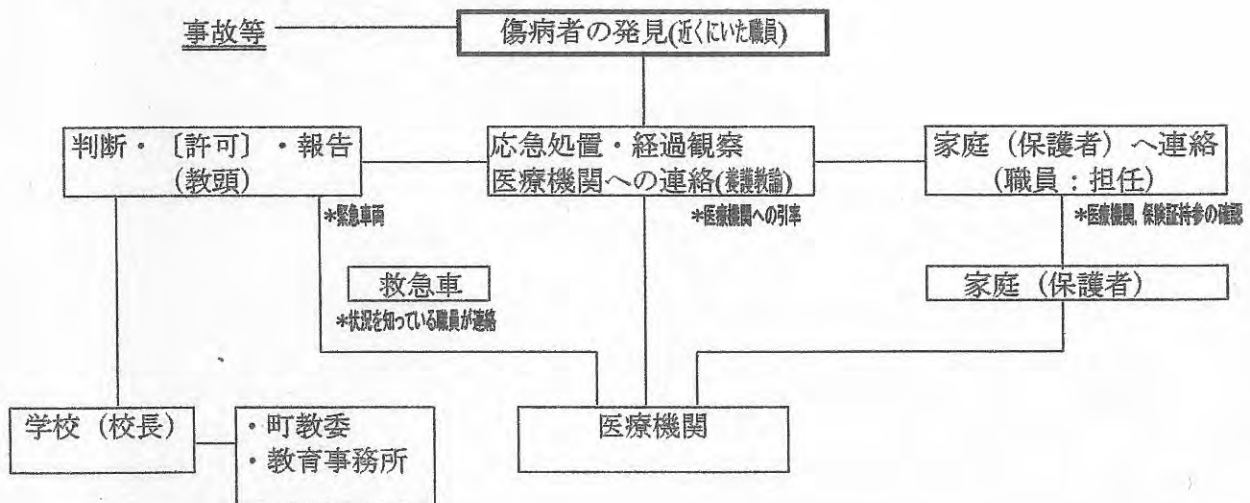 事故等
傷病者の発見(近くにいた職員)
判断・〔許可〕・報告
(教頭)
応急処置・経過観察
医療機関への連絡(養護教諭)
家庭（保護者）へ連絡
(職員：担任)
*緊急車両
*医療機関への引率
*医療機関, 保険証持参の確認
救急車
*状況を知っている職員が連絡
家庭（保護者）
学校（校長）
・町教委
・教育事務所
医療機関